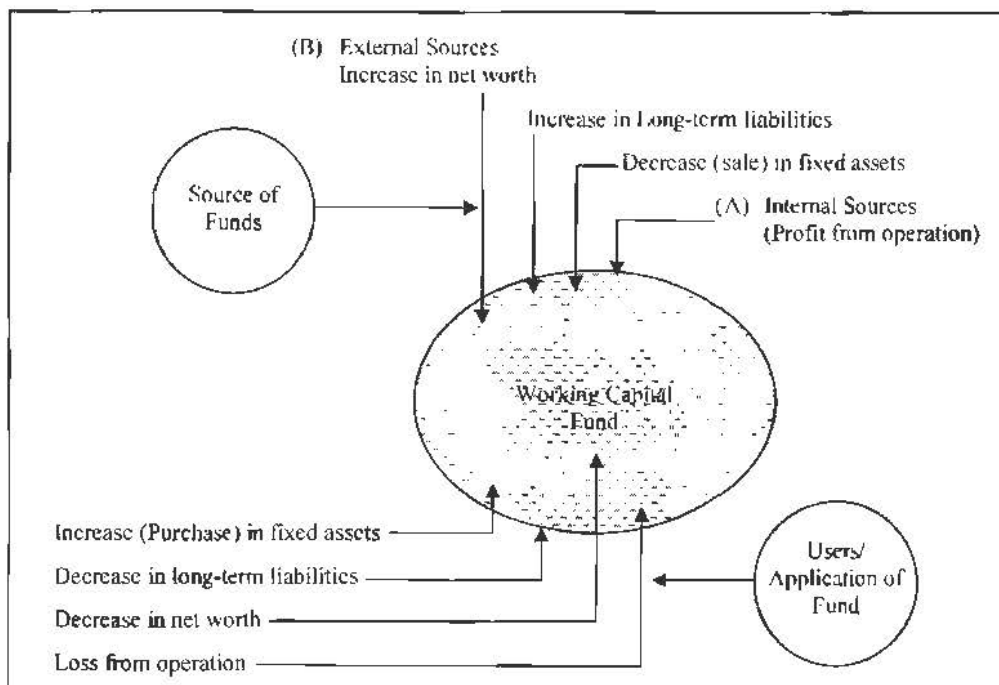 (B) External Sources
Increase in net worth
Increase in Long-term liabilities
Decrease (sale) in fixed assets
Source of
Funds
(A) Internal Sources
(Profit from operation)
Working Capital
Fund
Increase (Purchase) in fixed assets
Decrease in long-term liabilities
Decrease in net worth
Loss from operation
Users/
Application of
Fund